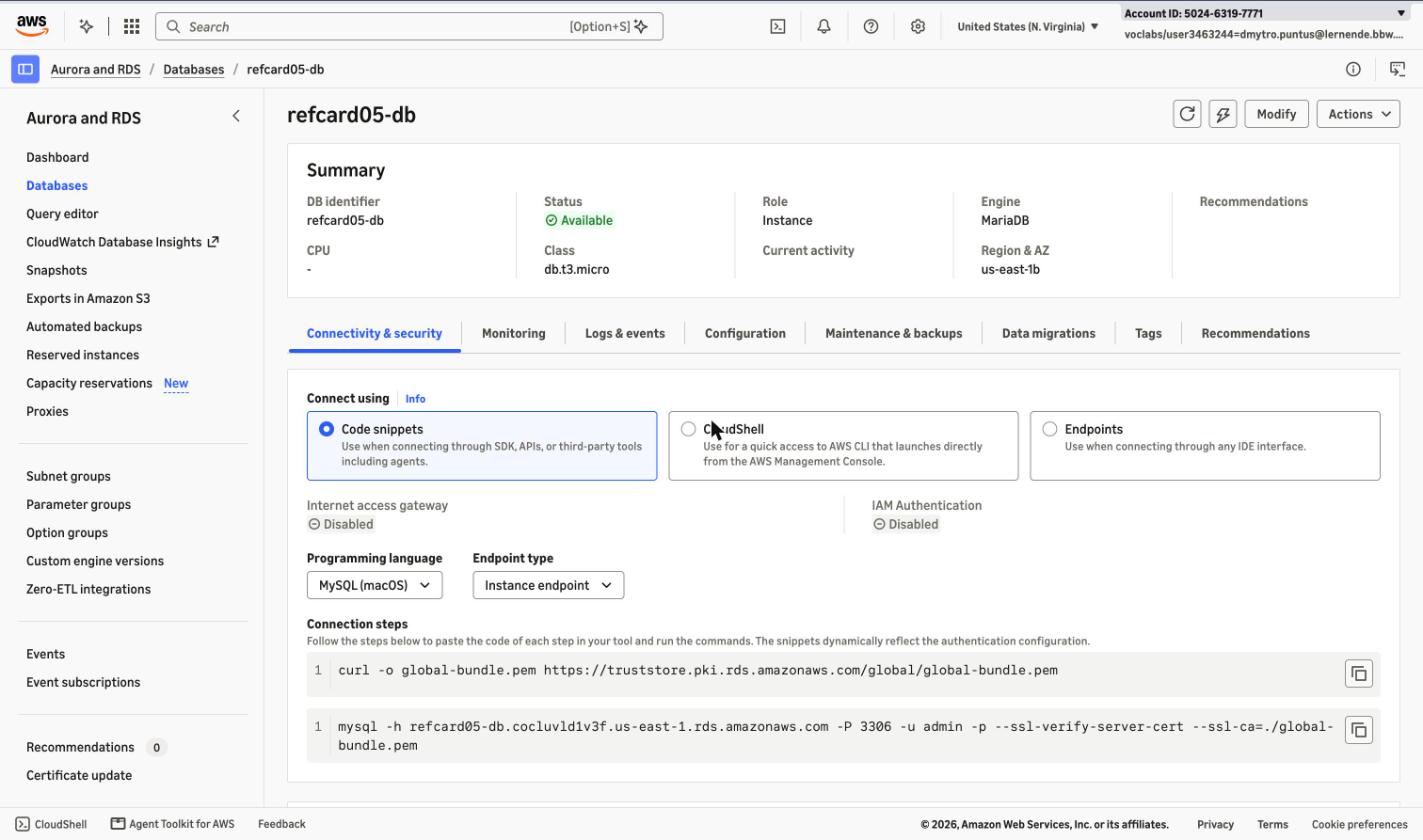 aws
Search
[Option+S]
United States (N. Virginia)
Account ID: 5024-6319-7771
voclabs/user3463244=dmytro.puntus@lernende.bbw....
Aurora and RDS / Databases / refcard05-db
Aurora and RDS
Dashboard
Databases
Query editor
CloudWatch Database Insights
Snapshots
Exports in Amazon S3
Automated backups
Reserved instances
Capacity reservations New
Proxies
Subnet groups
Parameter groups
Option groups
Custom engine versions
Zero-ETL integrations
Events
Event subscriptions
Recommendations 0
Certificate update
refcard05-db
Modify
Actions
Summary
DB identifier
refcard05-db
Status
Available
Role
Instance
Engine
MariaDB
Recommendations
CPU
-
Class
db.t3.micro
Current activity
Region & AZ
us-east-1b
Connectivity & security
Monitoring
Logs & events
Configuration
Maintenance & backups
Data migrations
Tags
Recommendations
Connect using Info
Code snippets
Use when connecting through SDK, APIs, or third-party tools
including agents.
Use for a quick access to AWS CLI that launches directly
from the AWS Management Console.
Endpoints
Use when connecting through any IDE interface.
Internet access gateway
Disabled
IAM Authentication
Disabled
Programming language
MySQL (macOS)
Endpoint type
Instance endpoint
Connection steps
Follow the steps below to paste the code of each step in your tool and run the commands. The snippets dynamically reflect the authentication configuration.
1 curl -o global-bundle.pem https://truststore.pki.rds.amazonaws.com/global/global-bundle.pem
1 mysql -h refcard05-db.cocluvld1v3f.us-east-1.rds.amazonaws.com -P 3306 -u admin -p --ssl-verify-server-cert --ssl-ca=./global-
bundle.pem
CloudShell
Agent Toolkit for AWS
Feedback
© 2026, Amazon Web Services, Inc. or its affiliates.
Privacy
Terms
Cookie preferences